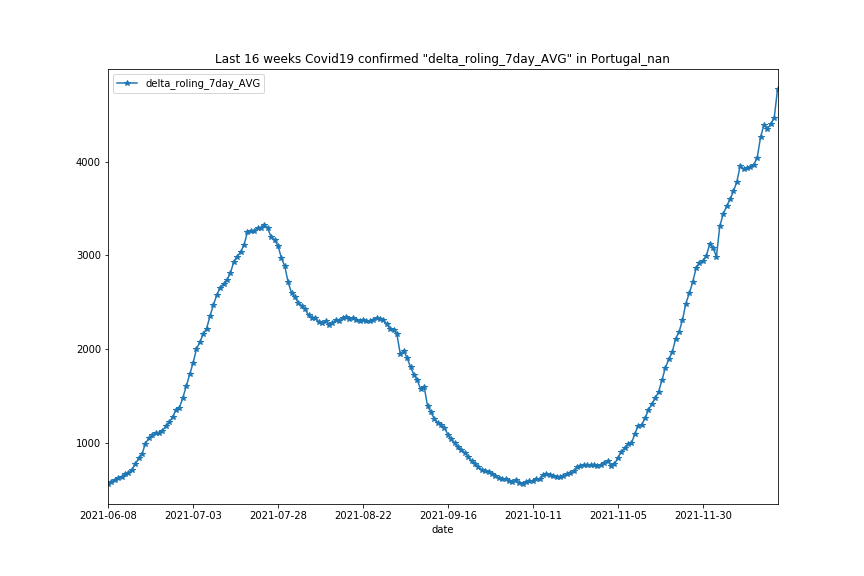 Last 16 weeks Covid19 confirmed "delta_roling_7day_AVG" in Portugal_nan
delta_roling_7day_AVG
4000
3000
2000
1000
2021-06-08 2021-07-03 2021-07-28 2021-08-22 2021-09-16 2021-10-11 2021-11-05 2021-11-30
date